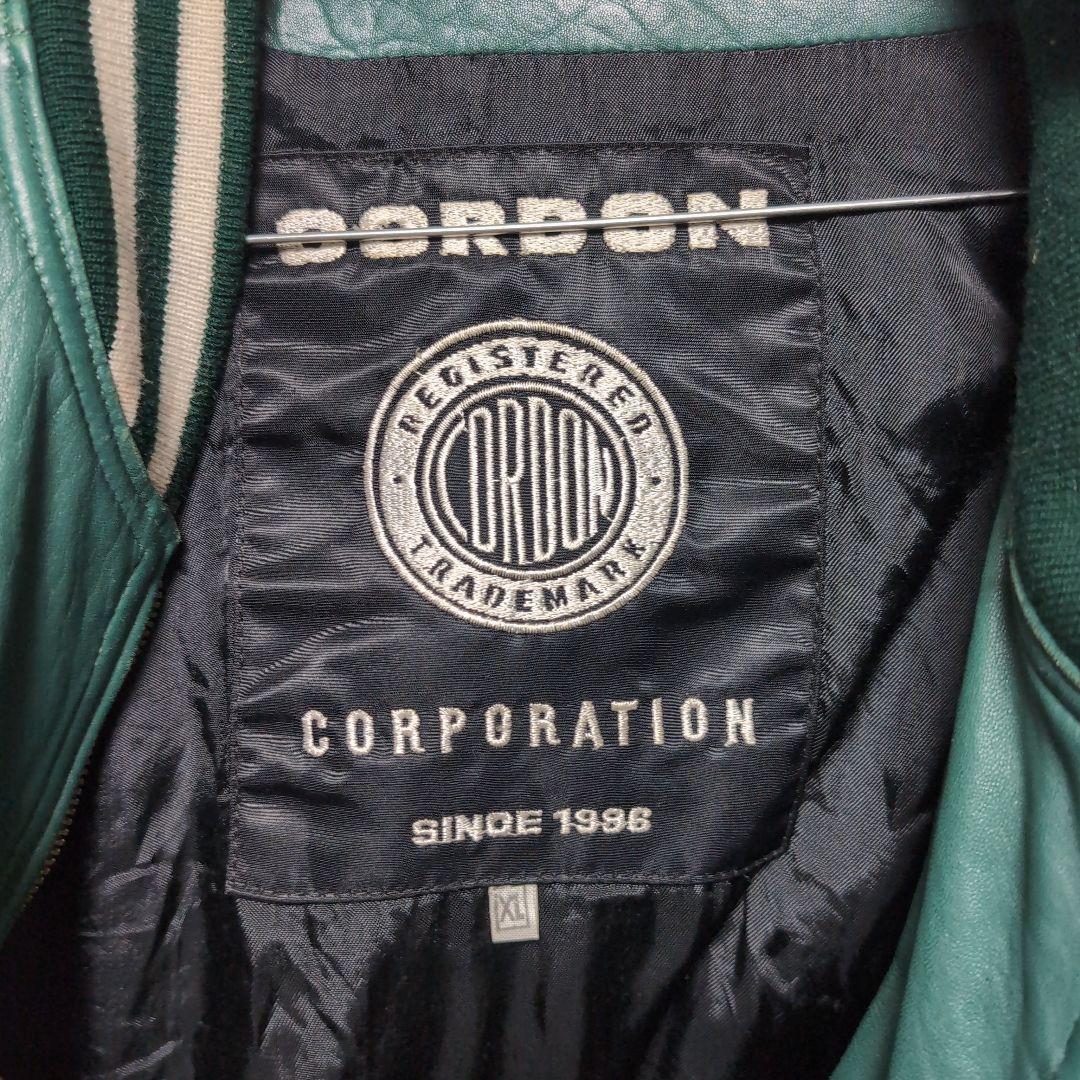 CORDON
REGISTERED
CORDON
TRADEMARK
CORPORATION
SINCE 1996
XL